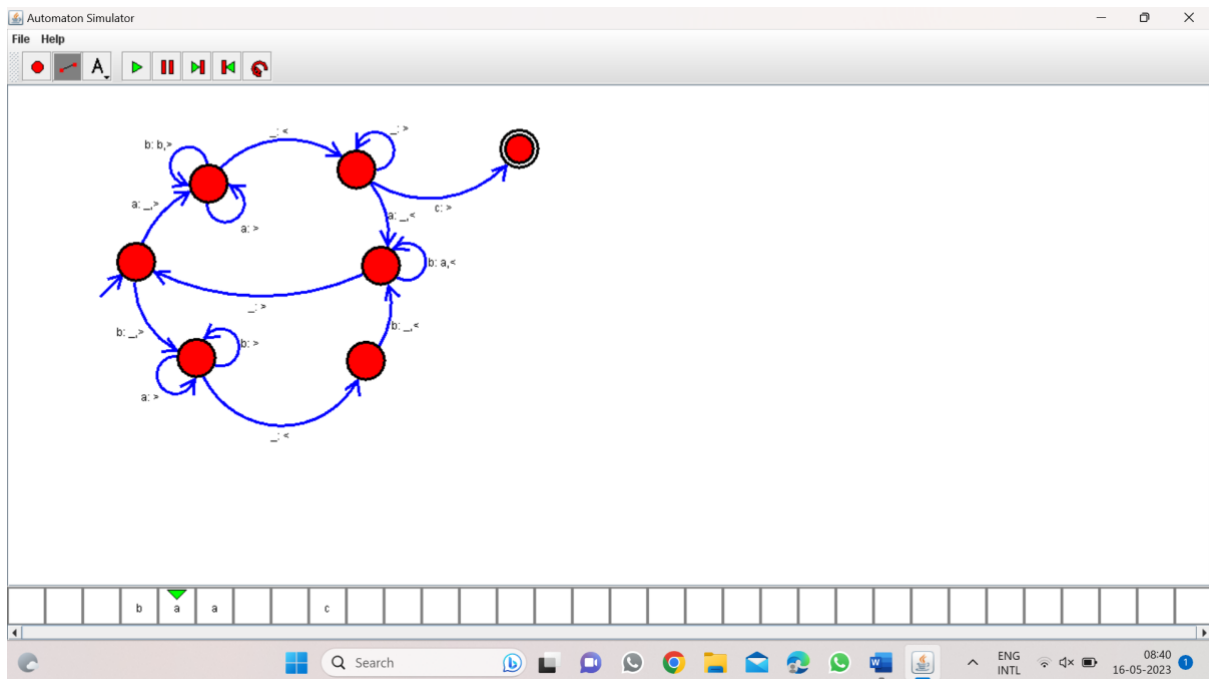 Automaton Simulator
File Help
A
_: <
_: >
b: b,>
a: _,>
c: >
a: _,<
a: >
b: a,<
_: >
b: _,>
b: _,<
b: >
a: >
_: <
b a a c
Search
ENG
INTL
08:40
16-05-2023
1